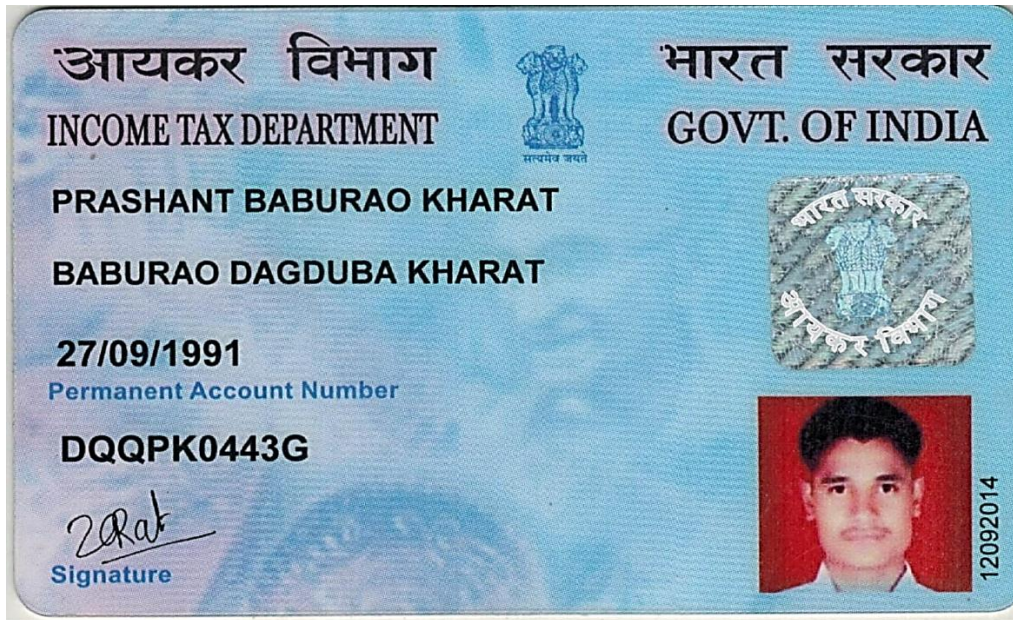 आयकर विभाग
INCOME TAX DEPARTMENT
सत्यमेव जयते
भारत सरकार
GOVT. OF INDIA
PRASHANT BABURAO KHARAT
BABURAO DAGDUBA KHARAT
27/09/1991
Permanent Account Number
DQQPK0443G
Signature
भारत सरकार
आयकर विभाग
12092014